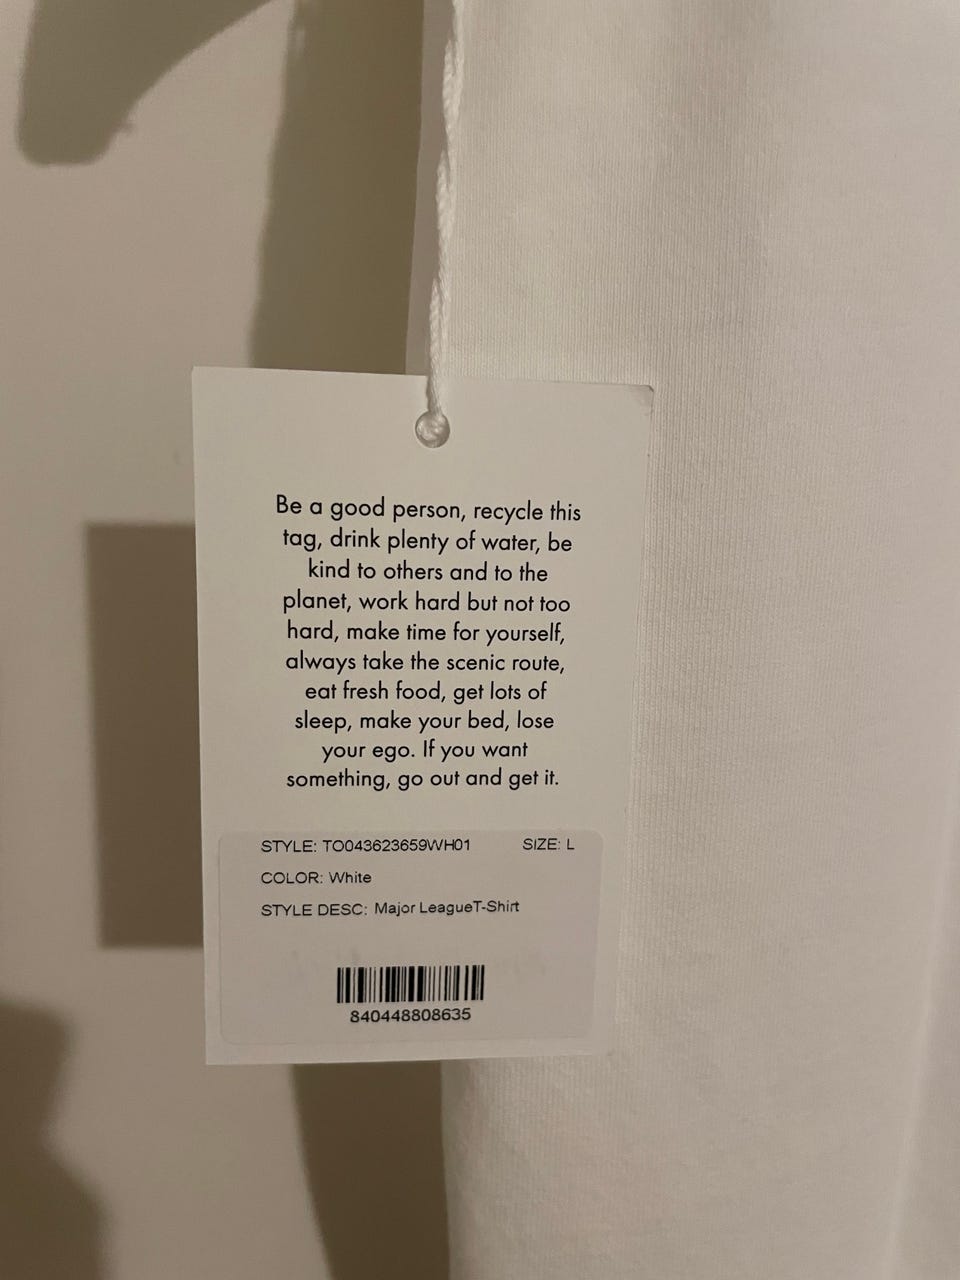 Be a good person, recycle this
tag, drink plenty of water, be
kind to others and to the
planet, work hard but not too
hard, make time for yourself,
always take the scenic route,
eat fresh food, get lots of
sleep, make your bed, lose
your ego. If you want
something, go out and get it.
STYLE: TO043623659WH01 SIZE: L
COLOR: White
STYLE DESC: Major LeagueT-Shirt
840448808635